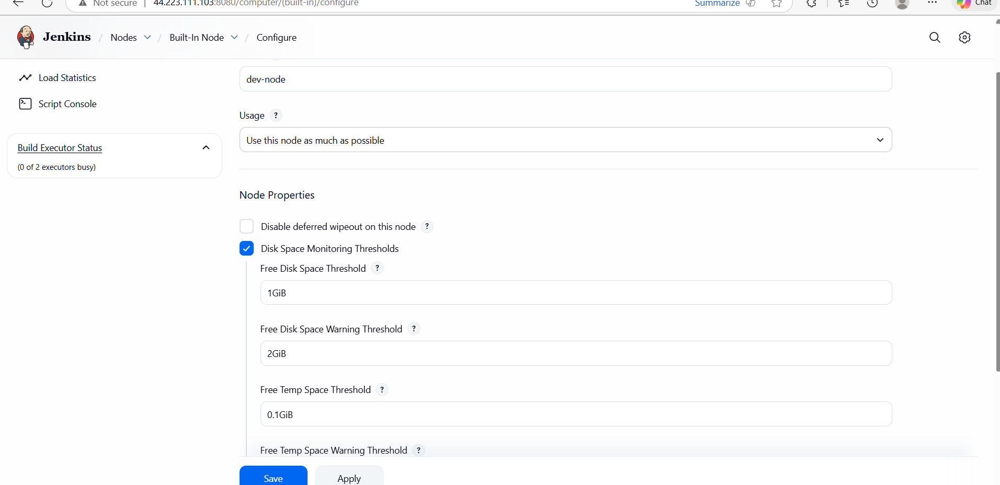 Not secure | 44.223.111.103:8080/computer/(built-in)/configure
Summarize
Chat
Jenkins / Nodes / Built-In Node / Configure
Load Statistics
Script Console
Build Executor Status
(0 of 2 executors busy)
dev-node
Usage ?
Use this node as much as possible
Node Properties
Disable deferred wipeout on this node ?
Disk Space Monitoring Thresholds
Free Disk Space Threshold ?
1GiB
Free Disk Space Warning Threshold ?
2GiB
Free Temp Space Threshold ?
0.1GiB
Free Temp Space Warning Threshold ?
Save
Apply